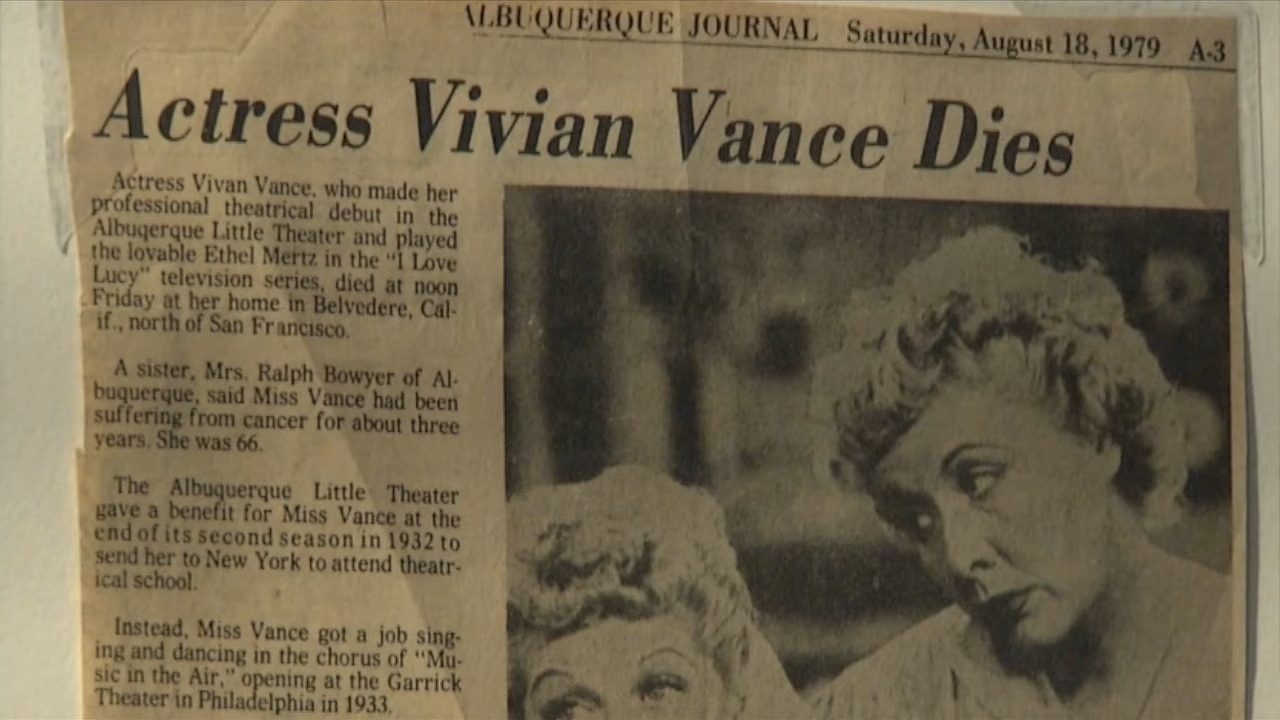 ALBUQUERQUE JOURNAL Saturday, August 18, 1979 A-3
Actress Vivian Vance Dies
Actress Vivan Vance, who made her
professional theatrical debut in the
Albuqerque Little Theater and played
the lovable Ethel Mertz in the "I Love
Lucy" television series, died at noon
Friday at her home in Belvedere, Cal-
if., north of San Francisco.
A sister, Mrs. Ralph Bowyer of Al-
buquerque, said Miss Vance had been
suffering from cancer for about three
years. She was 66.
The Albuquerque Little Theater
gave a benefit for Miss Vance at the
end of its second season in 1932 to
send her to New York to attend theatr-
ical school.
Instead, Miss Vance got a job sing-
ing and dancing in the chorus of "Mu-
sic in the Air," opening at the Garrick
Theater in Philadelphia in 1933.